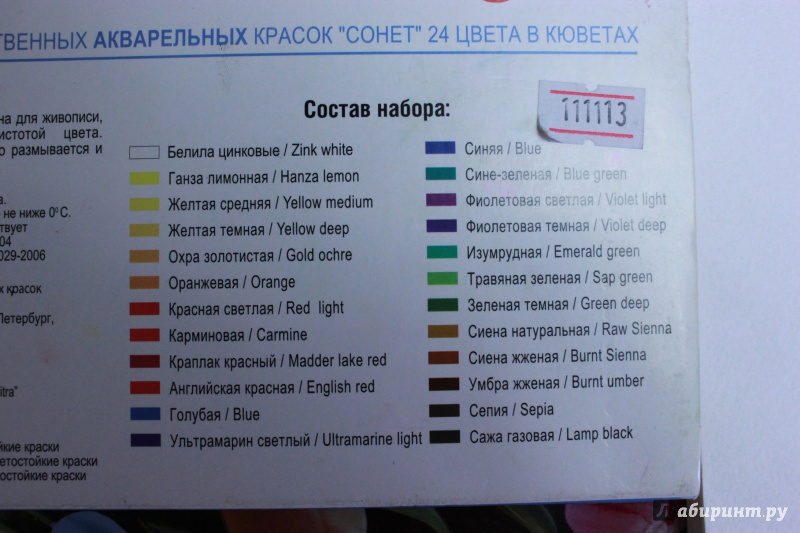 ТВЕННЫХ АКВАРЕЛЬНЫХ КРАСОК "СОНЕТ" 24 ЦВЕТА В КЮВЕТАХ
на для живописи,
истотой цвета.
о размывается и
а.
не ниже 0°С.
твует
04
029-2006
х красок
Петербург,
itra"
йкие краски
етостойкие краски
остойкие краски
Состав набора:
111113
Белила цинковые / Zink white
Ганза лимонная / Hanza lemon
Желтая средняя / Yellow medium
Желтая темная / Yellow deep
Охра золотистая / Gold ochre
Оранжевая / Orange
Красная светлая / Red light
Карминовая / Carmine
Краплак красный / Madder lake red
Английская красная / English red
Голубая / Blue
Ультрамарин светлый / Ultramarine light
Синяя / Blue
Сине-зеленая / Blue green
Фиолетовая светлая / Violet light
Фиолетовая темная / Violet deep
Изумрудная / Emerald green
Травяная зеленая / Sap green
Зеленая темная / Green deep
Сиена натуральная / Raw Sienna
Сиена жженая / Burnt Sienna
Умбра жженая / Burnt umber
Сепия / Sepia
Сажа газовая / Lamp black
лабиринт.ру